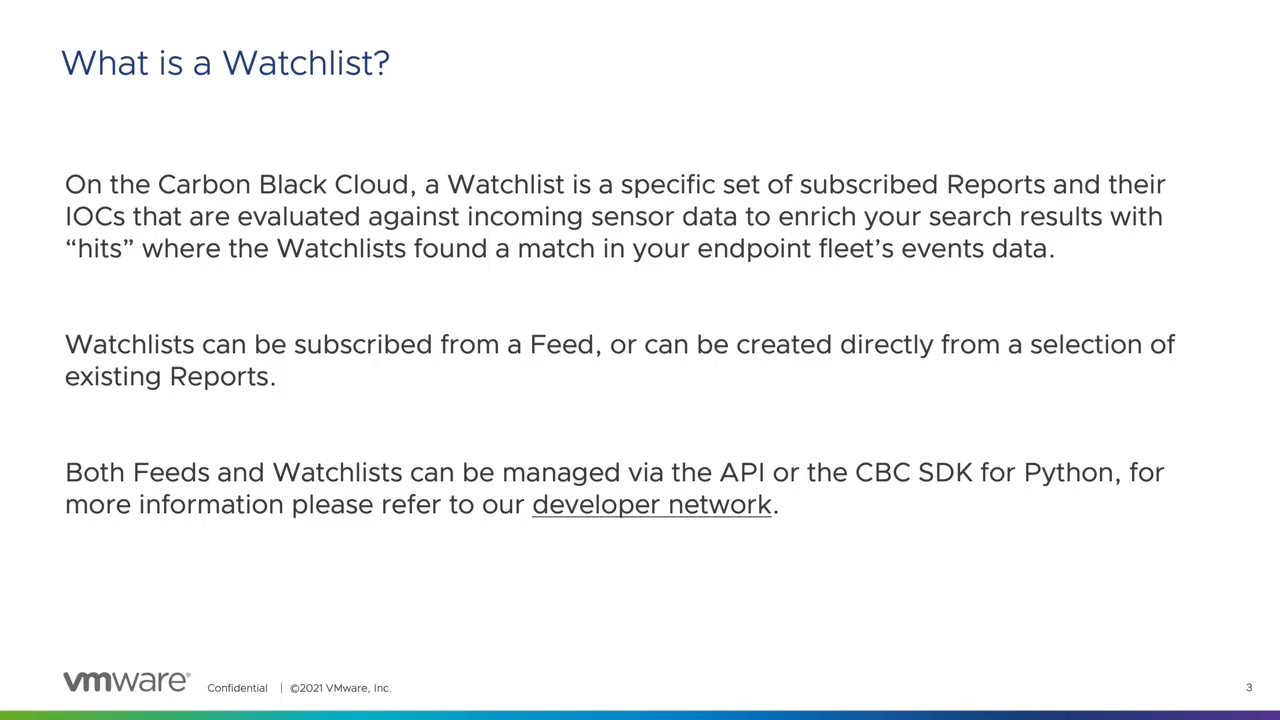 What is a Watchlist?
On the Carbon Black Cloud, a Watchlist is a specific set of subscribed Reports and their
IOCs that are evaluated against incoming sensor data to enrich your search results with
“hits” where the Watchlists found a match in your endpoint fleet’s events data.
Watchlists can be subscribed from a Feed, or can be created directly from a selection of
existing Reports.
Both Feeds and Watchlists can be managed via the API or the CBC SDK for Python, for
more information please refer to our developer network.
vmware® Confidential | ©2021 VMware, Inc. 3